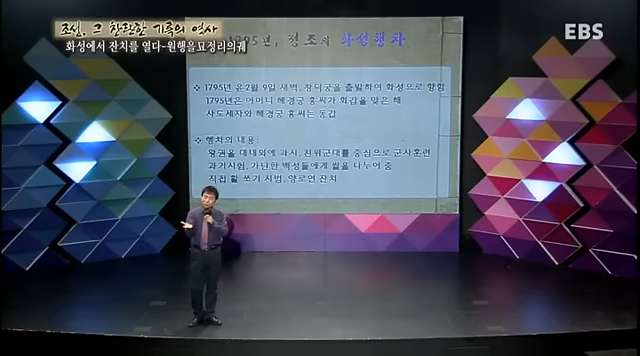 조선, 그 찬란한 기록의 역사
화성에서 잔치를 열다-원행을묘정리의궤
EBS
1795년, 정조의 화성행차
1795년 윤2월 9일 새벽, 창덕궁을 출발하여 화성으로 향함
1795년은 어머니 혜경궁 홍씨가 회갑을 맞은 해
사도세자와 혜경궁 홍씨는 동갑
행차의 내용:
왕권을 대내외에 과시, 친위군대를 중심으로 군사훈련
과거시험, 가난한 백성들에게 쌀을 나누어 줌
직접 활 쏘기 시범, 양로연 잔치